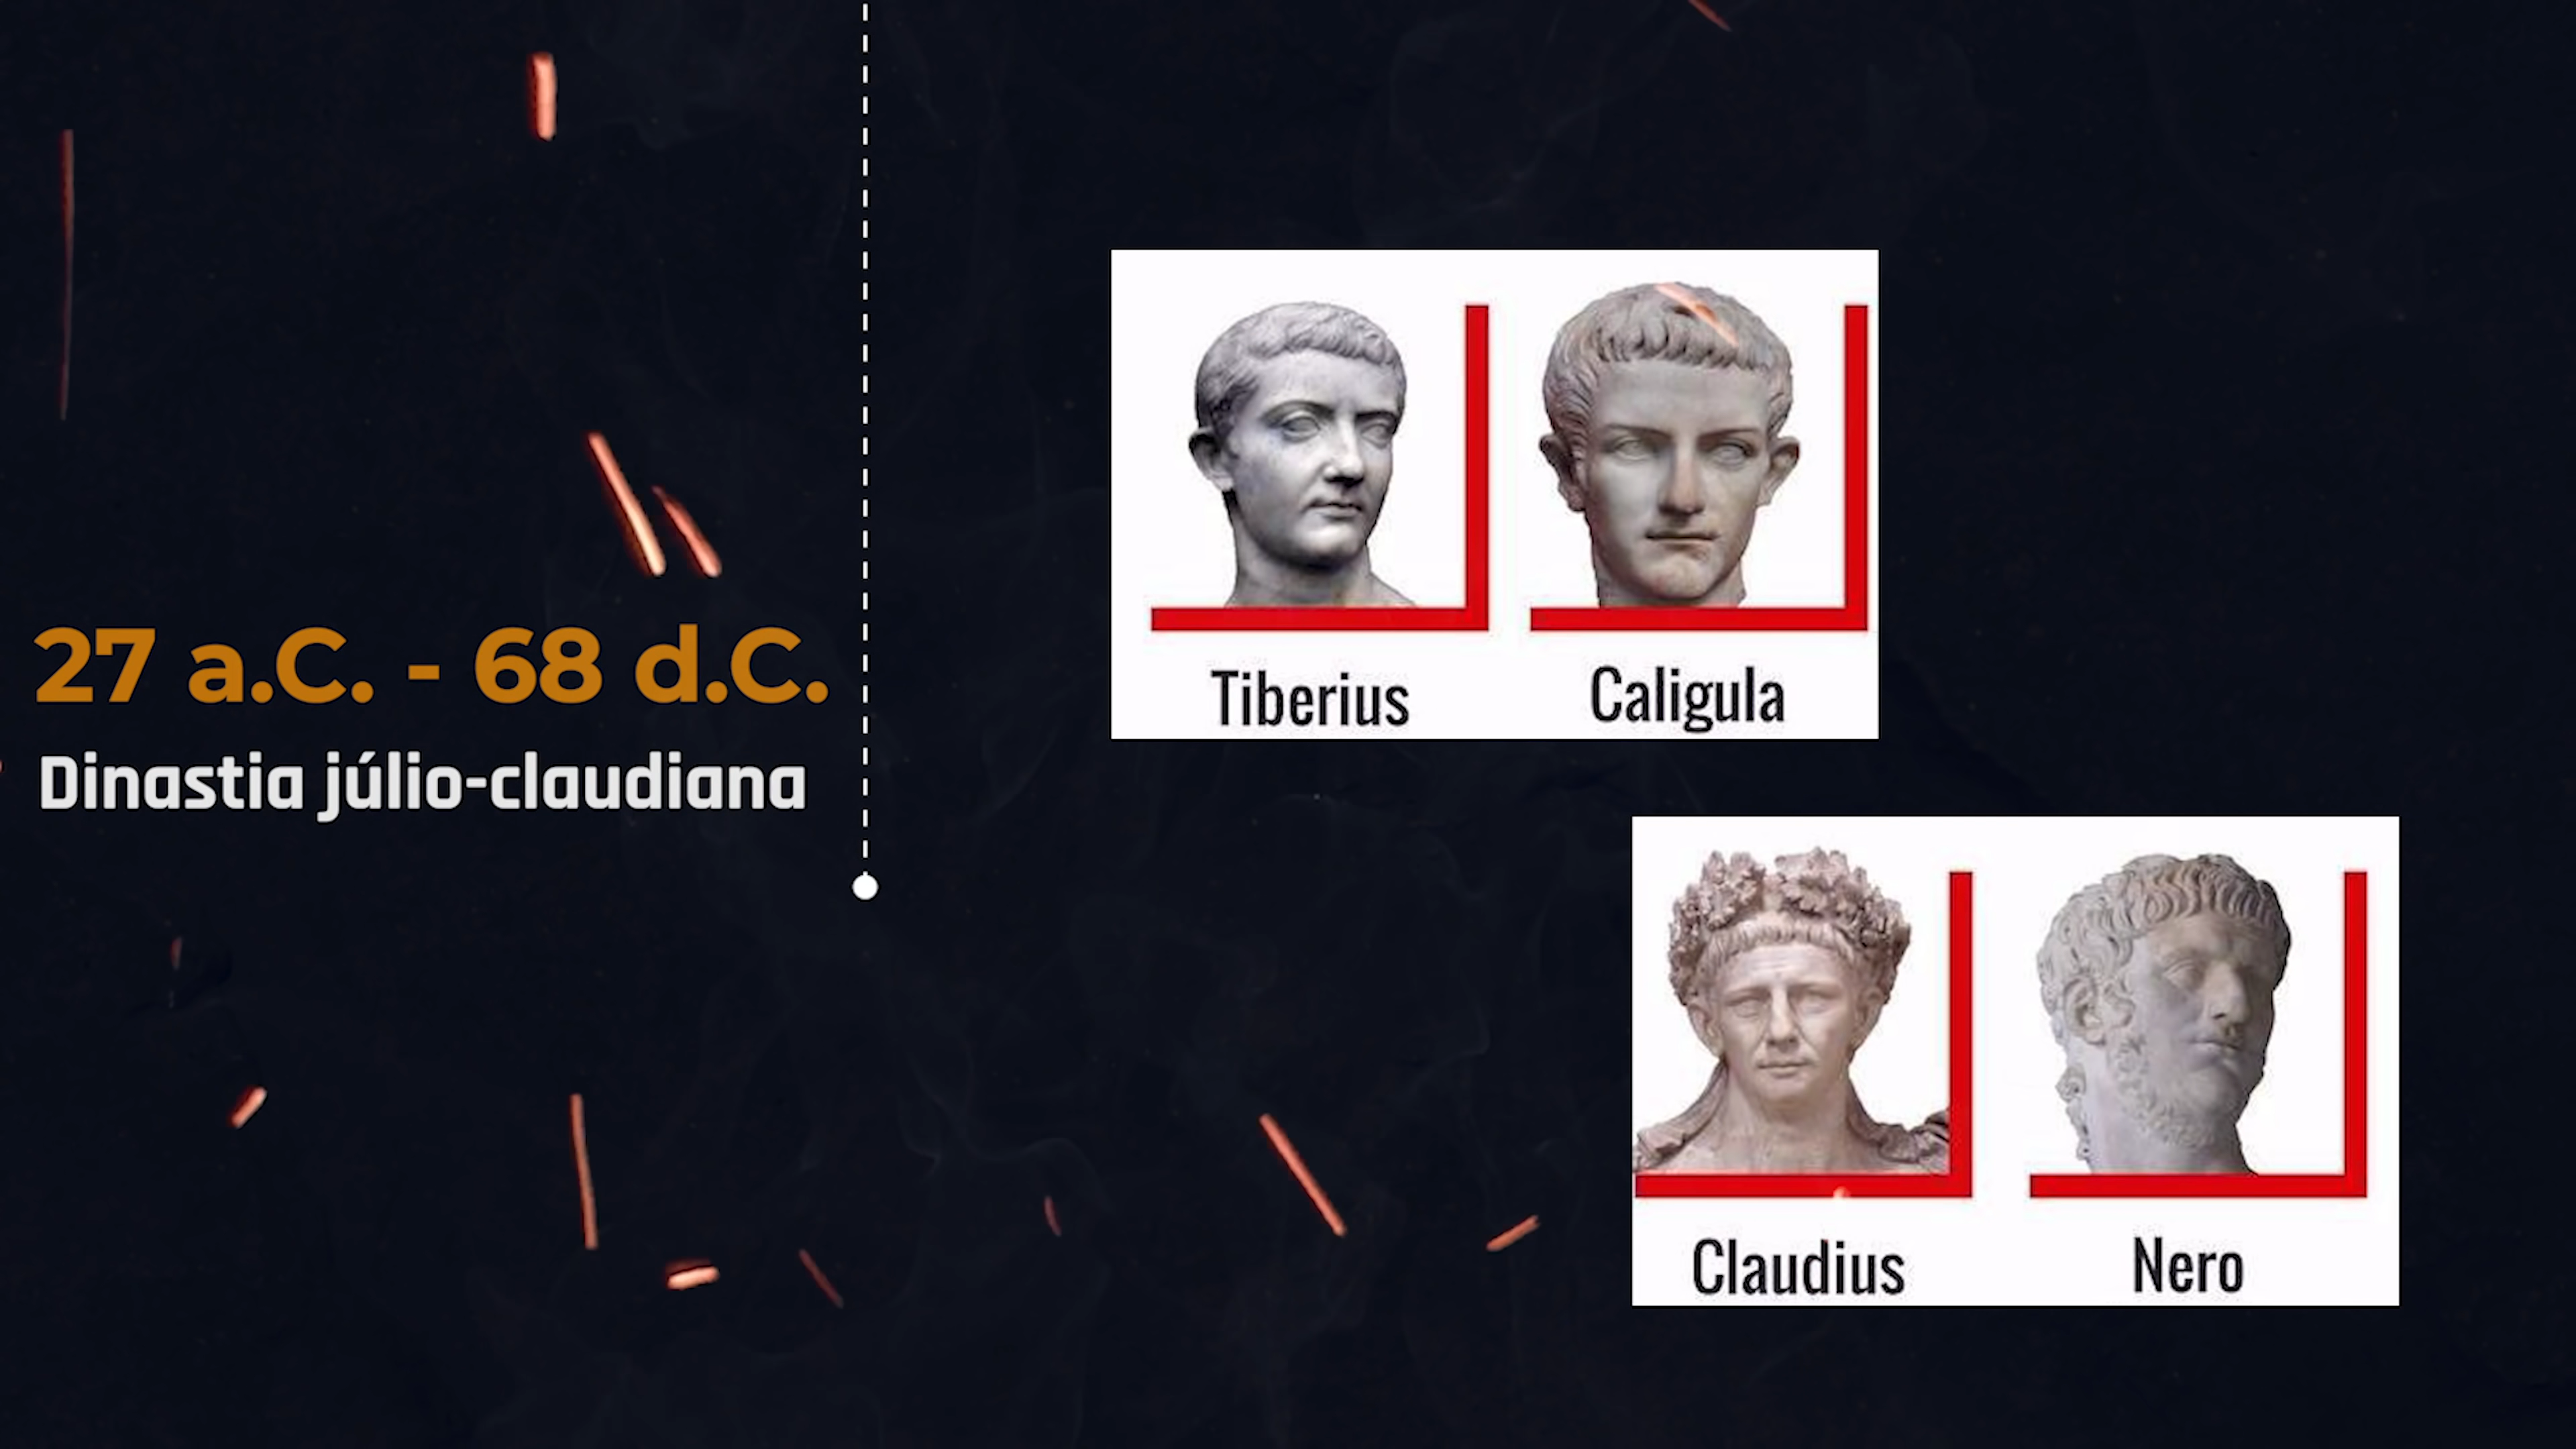 27 a.C. - 68 d.C.
Dinastia júlio-claudiana
Tiberius
Caligula
Claudius
Nero